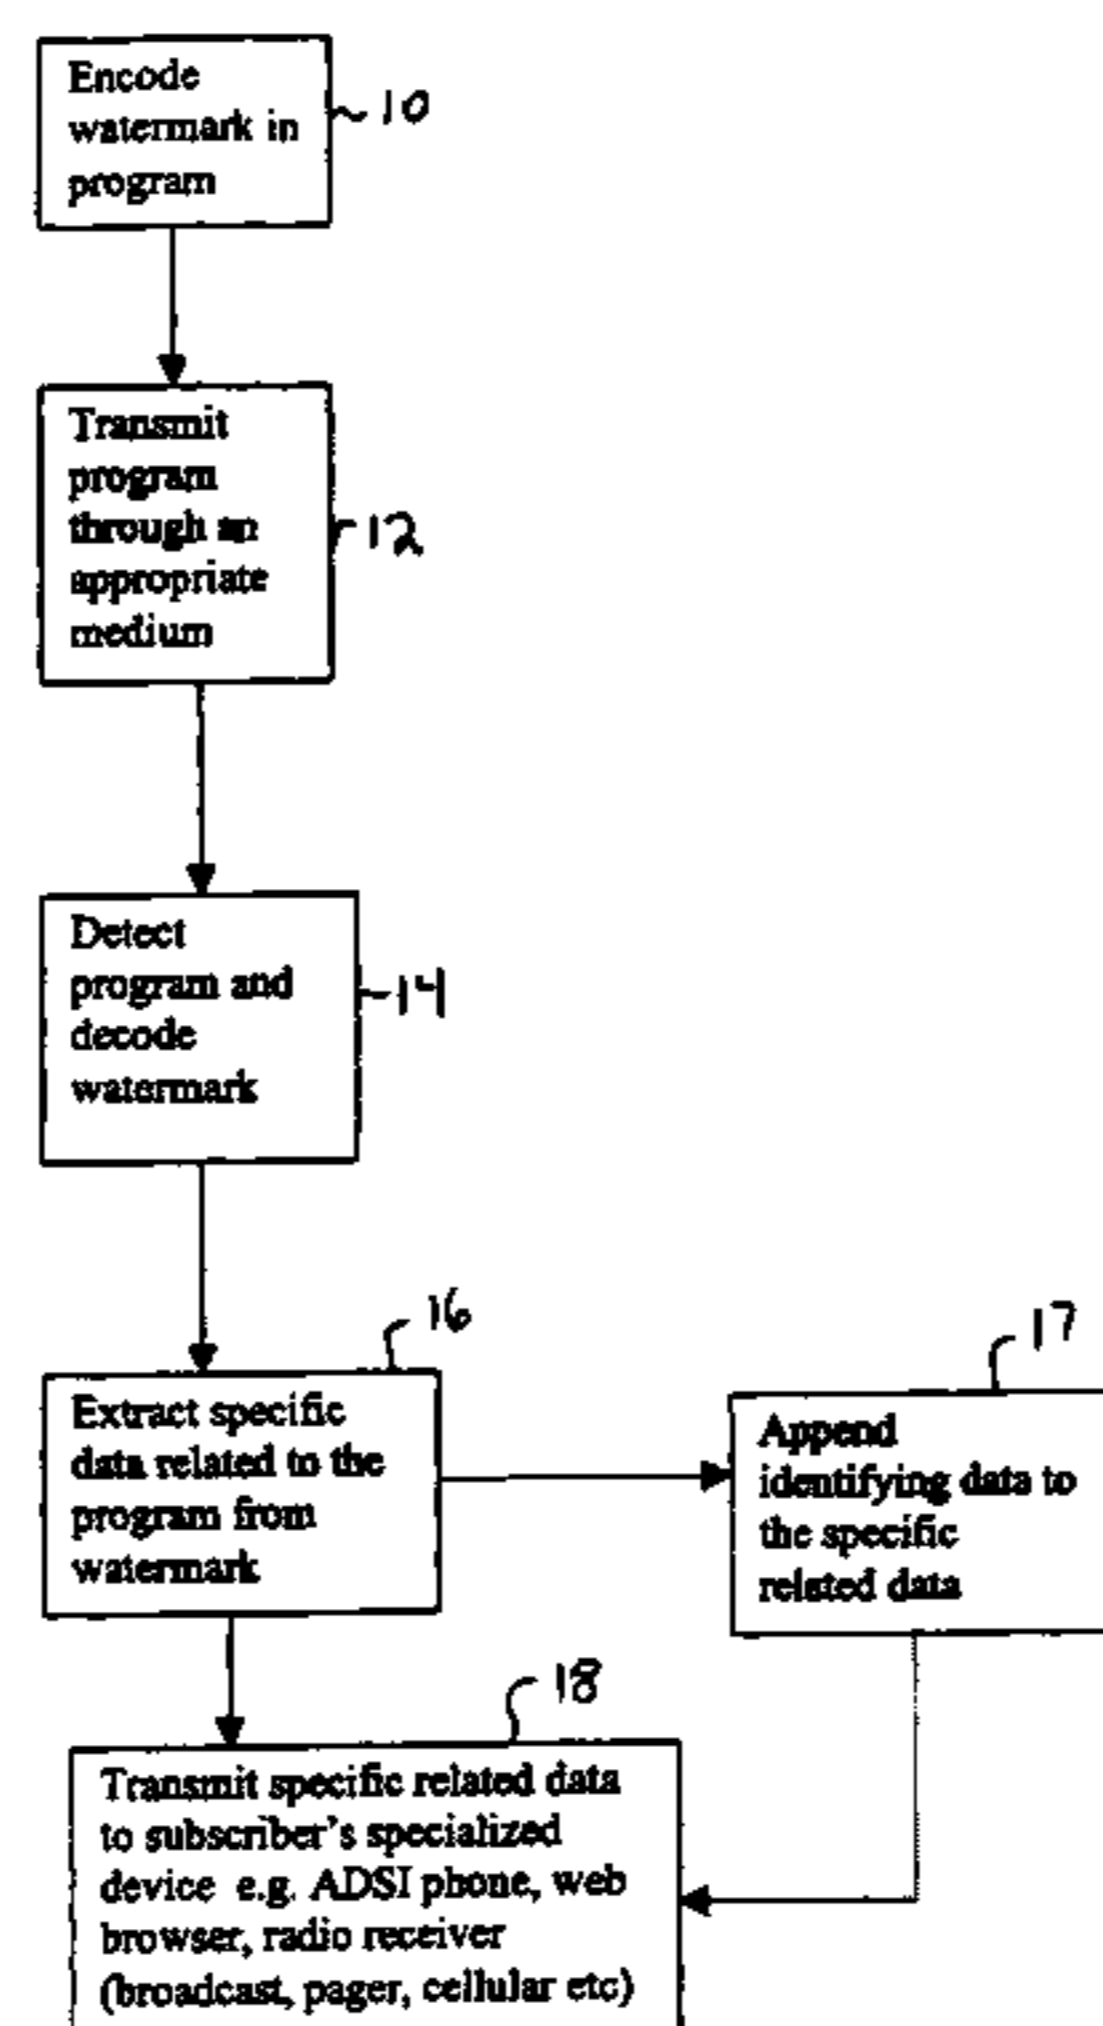 Encode
watermark in
program
10
Transmit
program
through an
appropriate
medium
12
Detect
program and
decode
watermark
14
16
Extract specific
data related to the
program from
watermark
17
Append
identifying data to
the specific
related data
18
Transmit specific related data
to subscriber's specialized
device e.g. ADSI phone, web
browser, radio receiver
(broadcast, pager, cellular etc)